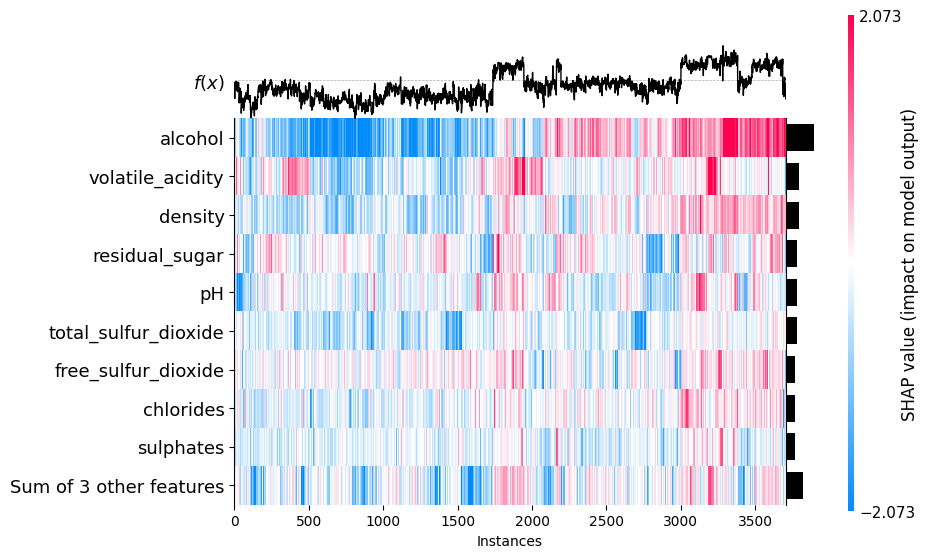 2.073
f(x)
alcohol
volatile_acidity
density
residual_sugar
pH
total_sulfur_dioxide
free_sulfur_dioxide
chlorides
sulphates
Sum of 3 other features
0 500 1000 1500 2000 2500 3000 3500
Instances
SHAP value (impact on model output)
−2.073